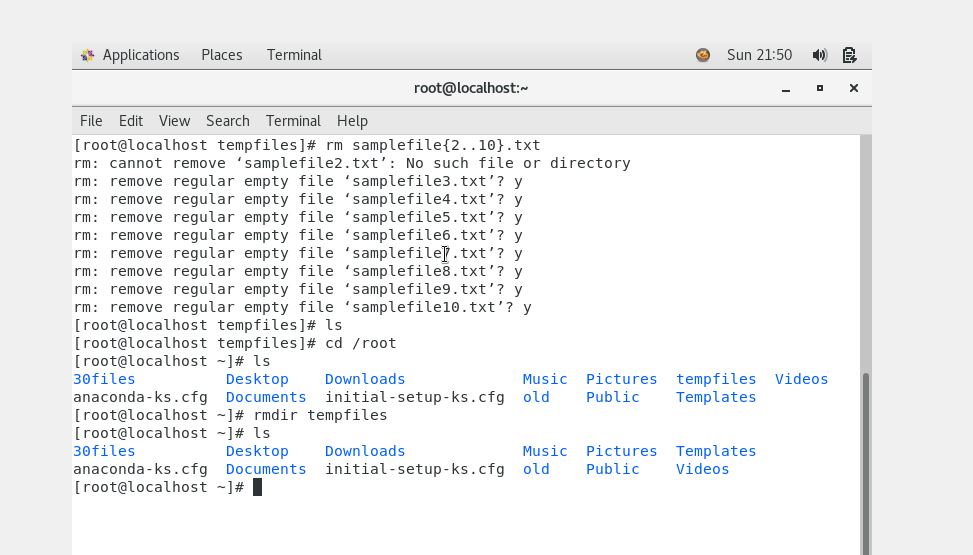 Applications Places Terminal Sun 21:50
root@localhost:~
File Edit View Search Terminal Help
[root@localhost tempfiles]# rm samplefile{2..10}.txt
rm: cannot remove ‘samplefile2.txt’: No such file or directory
rm: remove regular empty file ‘samplefile3.txt’? y
rm: remove regular empty file ‘samplefile4.txt’? y
rm: remove regular empty file ‘samplefile5.txt’? y
rm: remove regular empty file ‘samplefile6.txt’? y
rm: remove regular empty file ‘samplefile7.txt’? y
rm: remove regular empty file ‘samplefile8.txt’? y
rm: remove regular empty file ‘samplefile9.txt’? y
rm: remove regular empty file ‘samplefile10.txt’? y
[root@localhost tempfiles]# ls
[root@localhost tempfiles]# cd /root
[root@localhost ~]# ls
30files          Desktop    Downloads             Music  Pictures  tempfiles  Videos
anaconda-ks.cfg  Documents  initial-setup-ks.cfg  old    Public    Templates
[root@localhost ~]# rmdir tempfiles
[root@localhost ~]# ls
30files          Desktop    Downloads             Music  Pictures  Templates
anaconda-ks.cfg  Documents  initial-setup-ks.cfg  old    Public    Videos
[root@localhost ~]#